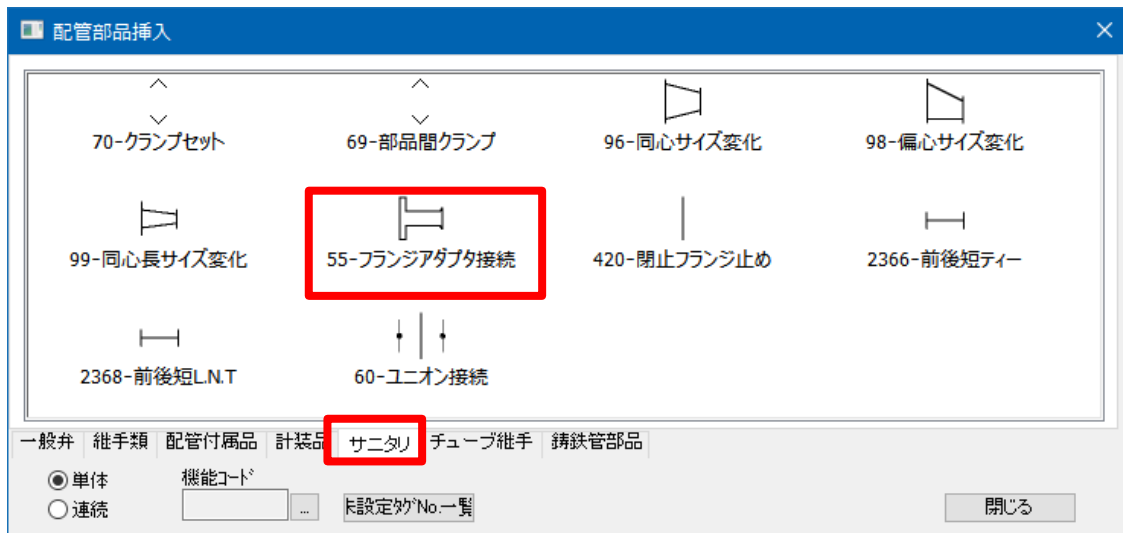 配管部品挿入
70-クランプセット
69-部品間クランプ
96-同心サイズ変化
98-偏心サイズ変化
99-同心長サイズ変化
55-フランジアダプタ接続
420-閉止フランジ止め
2366-前後短ティー
2368-前後短L.N.T
60-ユニオン接続
一般弁 継手類 配管付属品 計装品 サニタリ チューブ継手 鋳鉄管部品
単体 機能コード
連続 ... 設定タグNo.一覧 閉じる